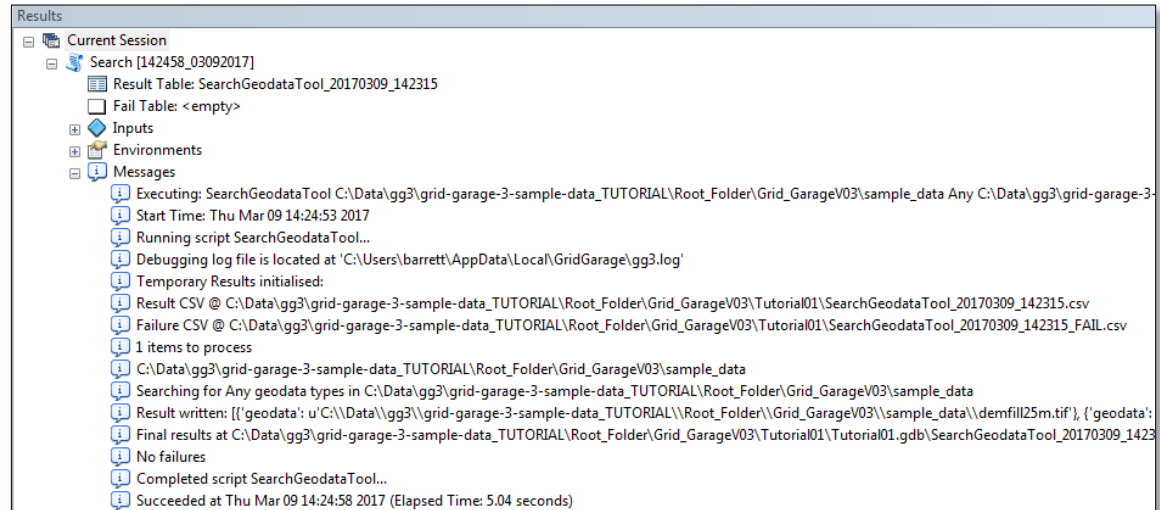 Results
Current Session
Search [142458_03092017]
Result Table: SearchGeodataTool_20170309_142315
Fail Table: <empty>
Inputs
Environments
Messages
Executing: SearchGeodataTool C:\Data\gg3\grid-garage-3-sample-data_TUTORIAL\Root_Folder\Grid_GarageV03\sample_data Any C:\Data\gg3\grid-garage-3-
Start Time: Thu Mar 09 14:24:53 2017
Running script SearchGeodataTool...
Debugging log file is located at 'C:\Users\barrett\AppData\Local\GridGarage\gg3.log'
Temporary Results initialised:
Result CSV @ C:\Data\gg3\grid-garage-3-sample-data_TUTORIAL\Root_Folder\Grid_GarageV03\Tutorial01\SearchGeodataTool_20170309_142315.csv
Failure CSV @ C:\Data\gg3\grid-garage-3-sample-data_TUTORIAL\Root_Folder\Grid_GarageV03\Tutorial01\SearchGeodataTool_20170309_142315_FAIL.csv
1 items to process
C:\Data\gg3\grid-garage-3-sample-data_TUTORIAL\Root_Folder\Grid_GarageV03\sample_data
Searching for Any geodata types in C:\Data\gg3\grid-garage-3-sample-data_TUTORIAL\Root_Folder\Grid_GarageV03\sample_data
Result written: [{'geodata': u'C:\\Data\\gg3\\grid-garage-3-sample-data_TUTORIAL\\Root_Folder\\Grid_GarageV03\\sample_data\\demfill25m.tif'}, {'geodata':
Final results at C:\Data\gg3\grid-garage-3-sample-data_TUTORIAL\Root_Folder\Grid_GarageV03\Tutorial01\Tutorial01.gdb\SearchGeodataTool_20170309_1423
No failures
Completed script SearchGeodataTool...
Succeeded at Thu Mar 09 14:24:58 2017 (Elapsed Time: 5.04 seconds)